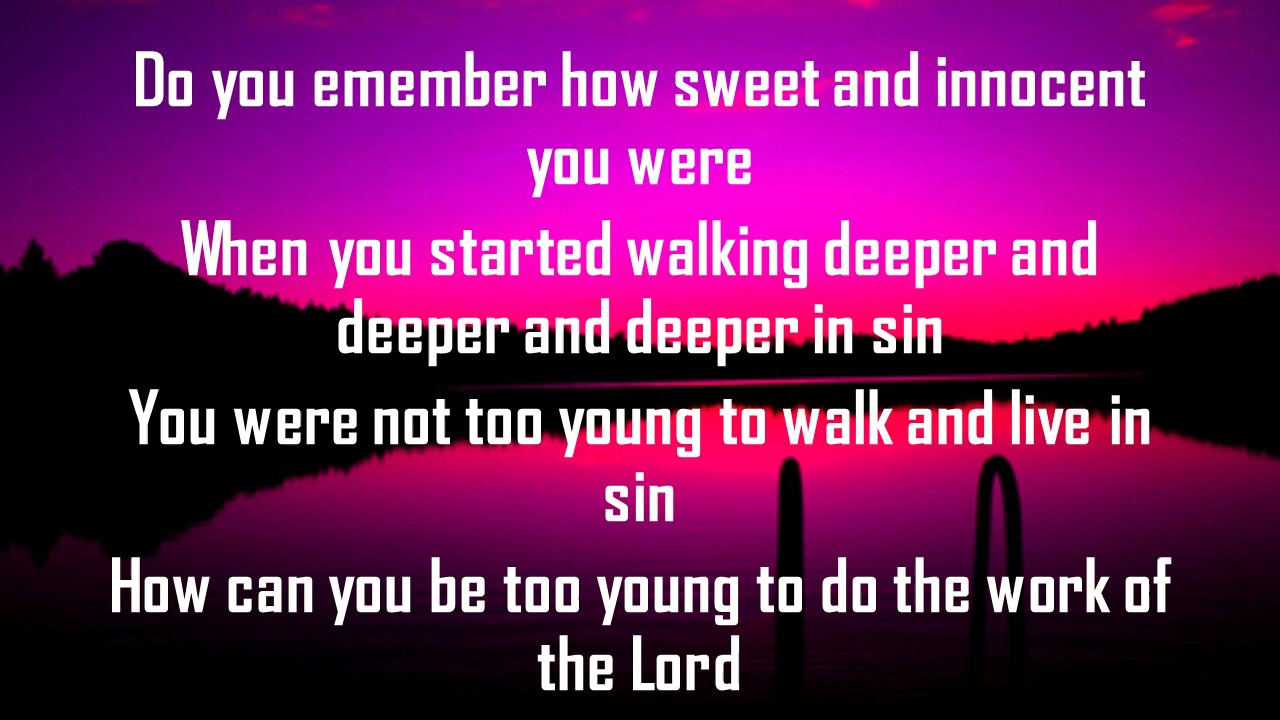 Do you emember how sweet and innocent
you were
When you started walking deeper and
deeper and deeper in sin
You were not too young to walk and live in
sin
How can you be too young to do the work of
the Lord